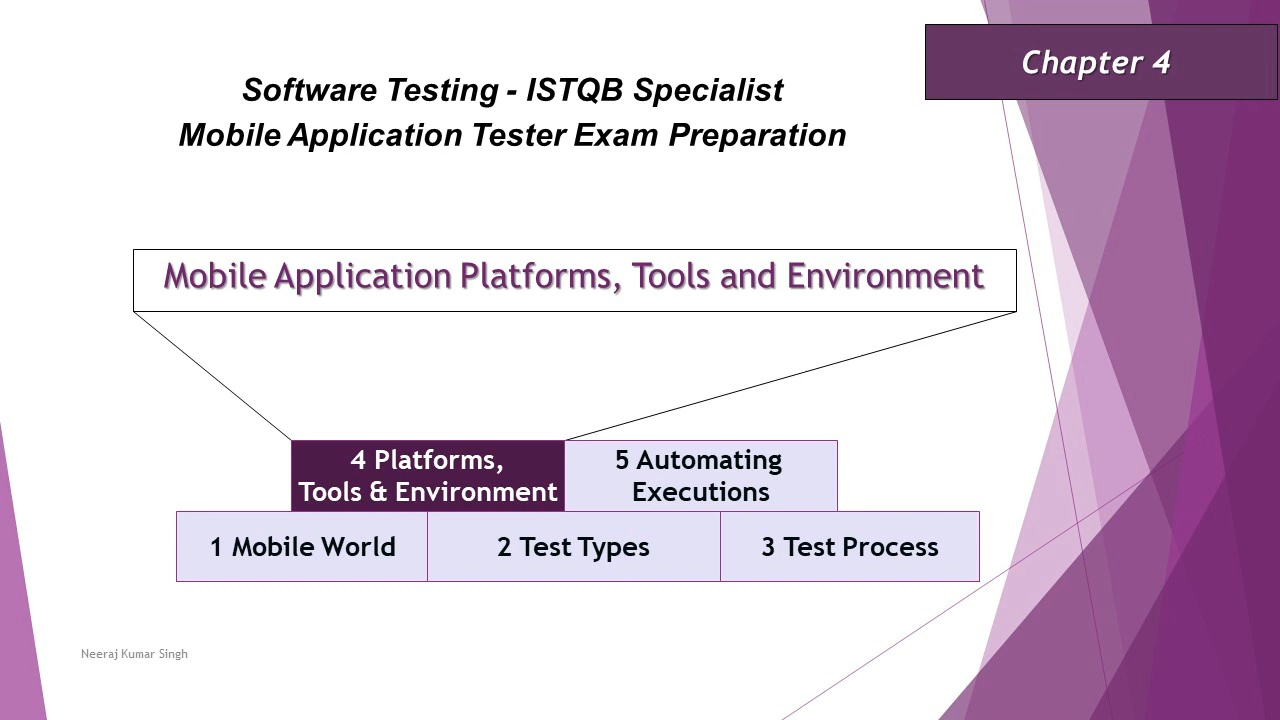 Chapter 4
Software Testing - ISTQB Specialist
Mobile Application Tester Exam Preparation
Mobile Application Platforms, Tools and Environment
4 Platforms,
Tools & Environment
5 Automating
Executions
1 Mobile World
2 Test Types
3 Test Process
Neeraj Kumar Singh